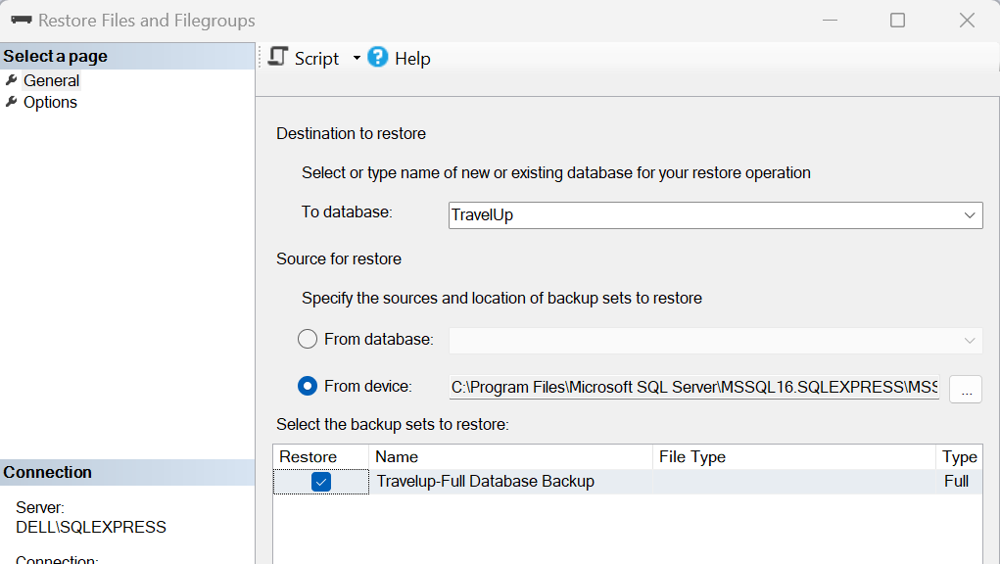 Restore Files and Filegroups
Select a page
General
Options
Script
Help
Destination to restore
Select or type name of new or existing database for your restore operation
To database:
TravelUp
Source for restore
Specify the sources and location of backup sets to restore
From database:
From device:
C:\Program Files\Microsoft SQL Server\MSSQL16.SQLEXPRESS\MSS
...
Select the backup sets to restore:
Restore Name File Type Type
Travelup-Full Database Backup Full
Connection
Server:
DELL\SQLEXPRESS
Connection: